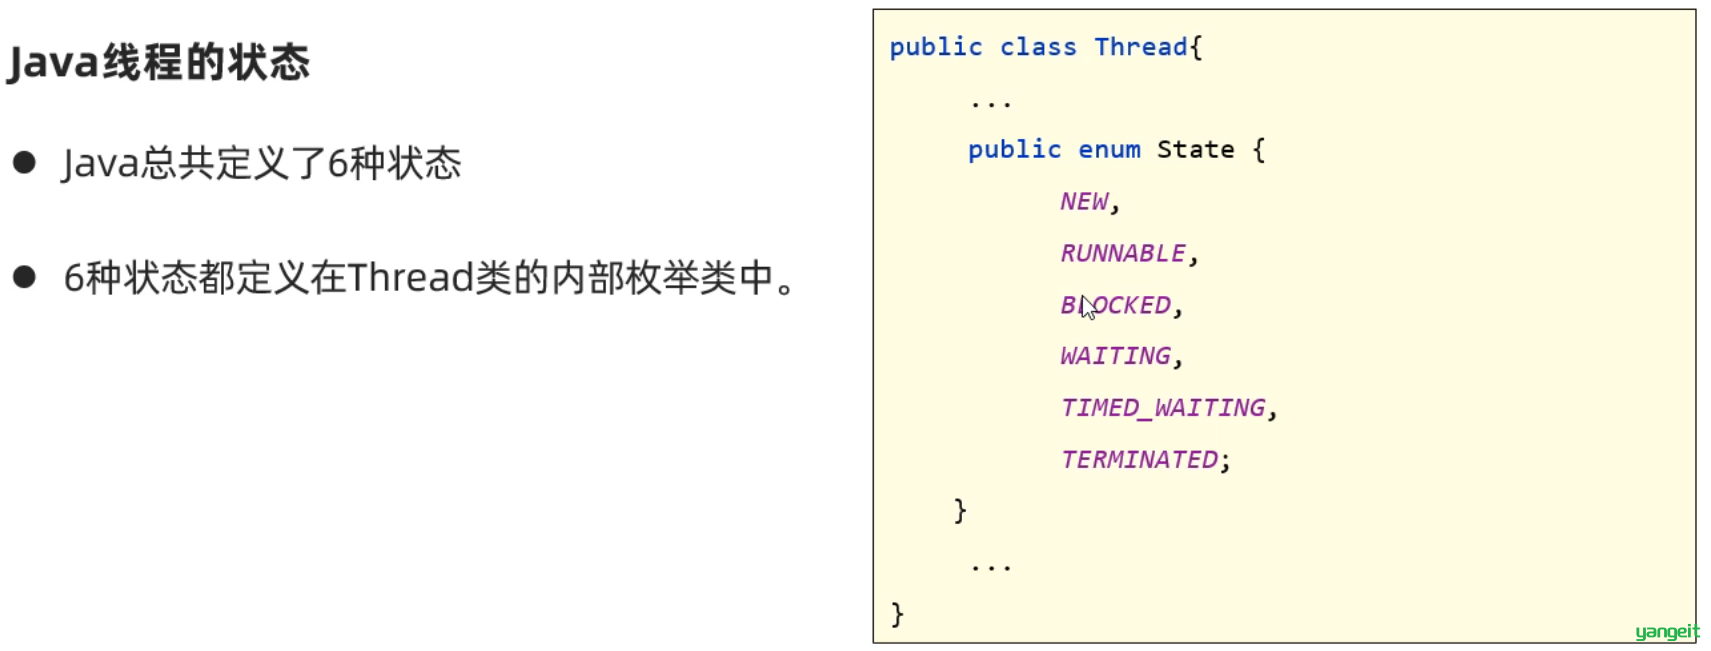 Java线程的状态
● Java总共定义了6种状态
● 6种状态都定义在Thread类的内部枚举类中。
public class Thread{
...
public enum State {
NEW,
RUNNABLE,
BLOCKED,
WAITING,
TIMED_WAITING,
TERMINATED;
}
...
}
yangeit